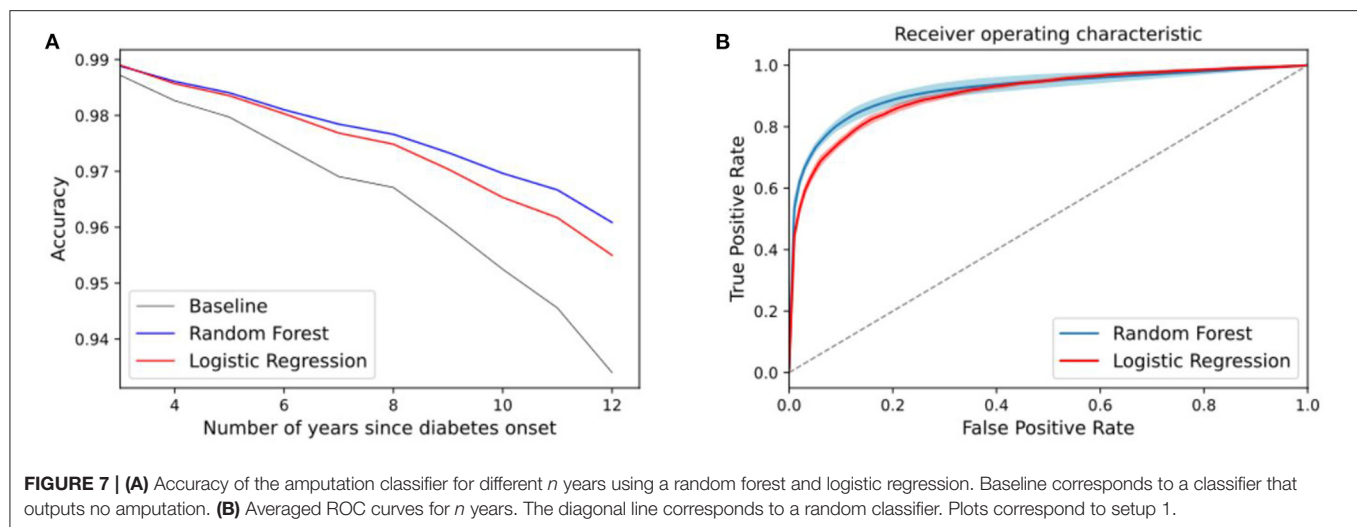 A
0.99
0.98
0.97
0.96
0.95
0.94
Accuracy
Baseline
Random Forest
Logistic Regression
4 6 8 10 12
Number of years since diabetes onset
B
Receiver operating characteristic
1.0
0.8
0.6
0.4
0.2
0.0
True Positive Rate
Random Forest
Logistic Regression
0.0 0.2 0.4 0.6 0.8 1.0
False Positive Rate
FIGURE 7 | (A) Accuracy of the amputation classifier for different n years using a random forest and logistic regression. Baseline corresponds to a classifier that
outputs no amputation. (B) Averaged ROC curves for n years. The diagonal line corresponds to a random classifier. Plots correspond to setup 1.